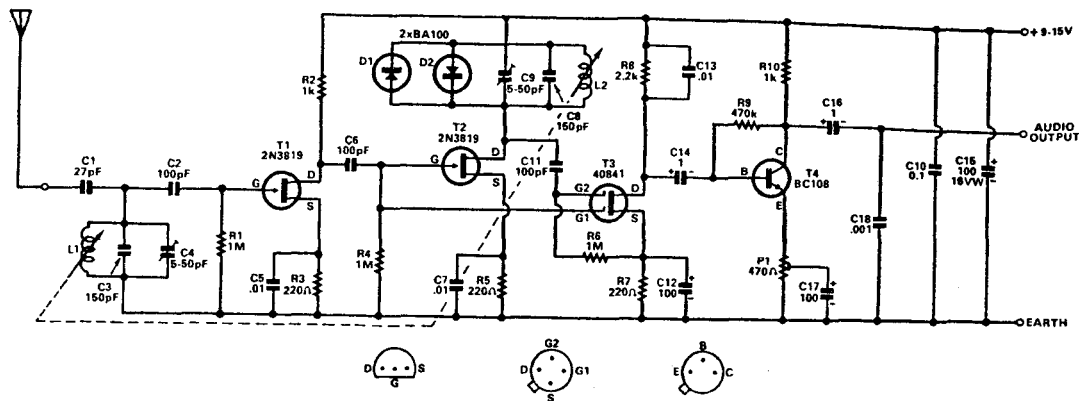 + 9-15V
2xBA100
D1
D2
C9
5-50pF
C8
150pF
L2
R8
2.2k
C13
.01
R10
1k
R2
1k
R9
470k
C16
1
+ -
AUDIO
OUTPUT
T1
2N3819
C6
100pF
T2
2N3819
D
G
S
C11
100pF
T3
40841
G2
G1
D
S
C14
1
+ -
C
B
E
T4
BC108
C10
0.1
C15
100
16VW
+
-
C1
27pF
C2
100pF
G
D
S
L1
C3
150pF
C4
5-50pF
R1
1M
C5
.01
R3
220Ω
R4
1M
C7
.01
R5
220Ω
R6
1M
R7
220Ω
C12
100
+
-
P1
470Ω
C17
100
+
-
C18
.001
EARTH
D S
G
G2
D G1
S
B
E C